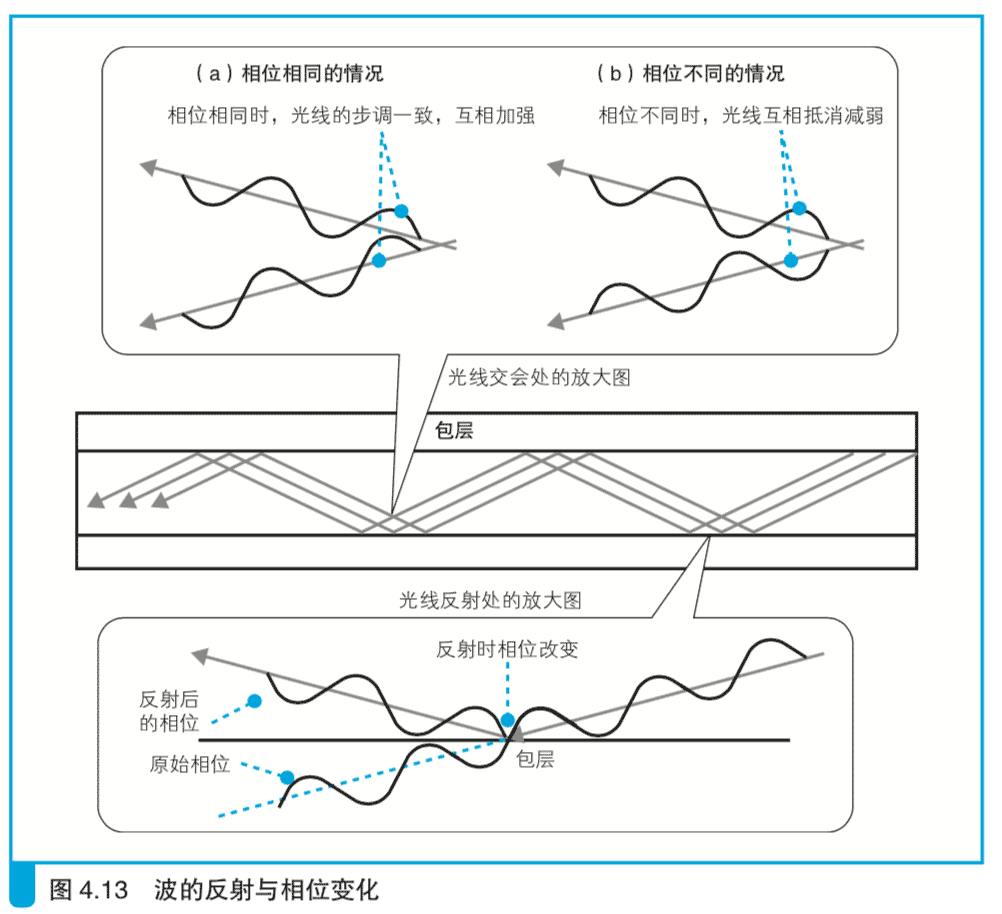 (a)相位相同的情况
(b)相位不同的情况
相位相同时，光线的步调一致，互相加强
相位不同时，光线互相抵消减弱
光线交会处的放大图
包层
光线反射处的放大图
反射时相位改变
反射后
的相位
原始相位
包层
图 4.13 波的反射与相位变化